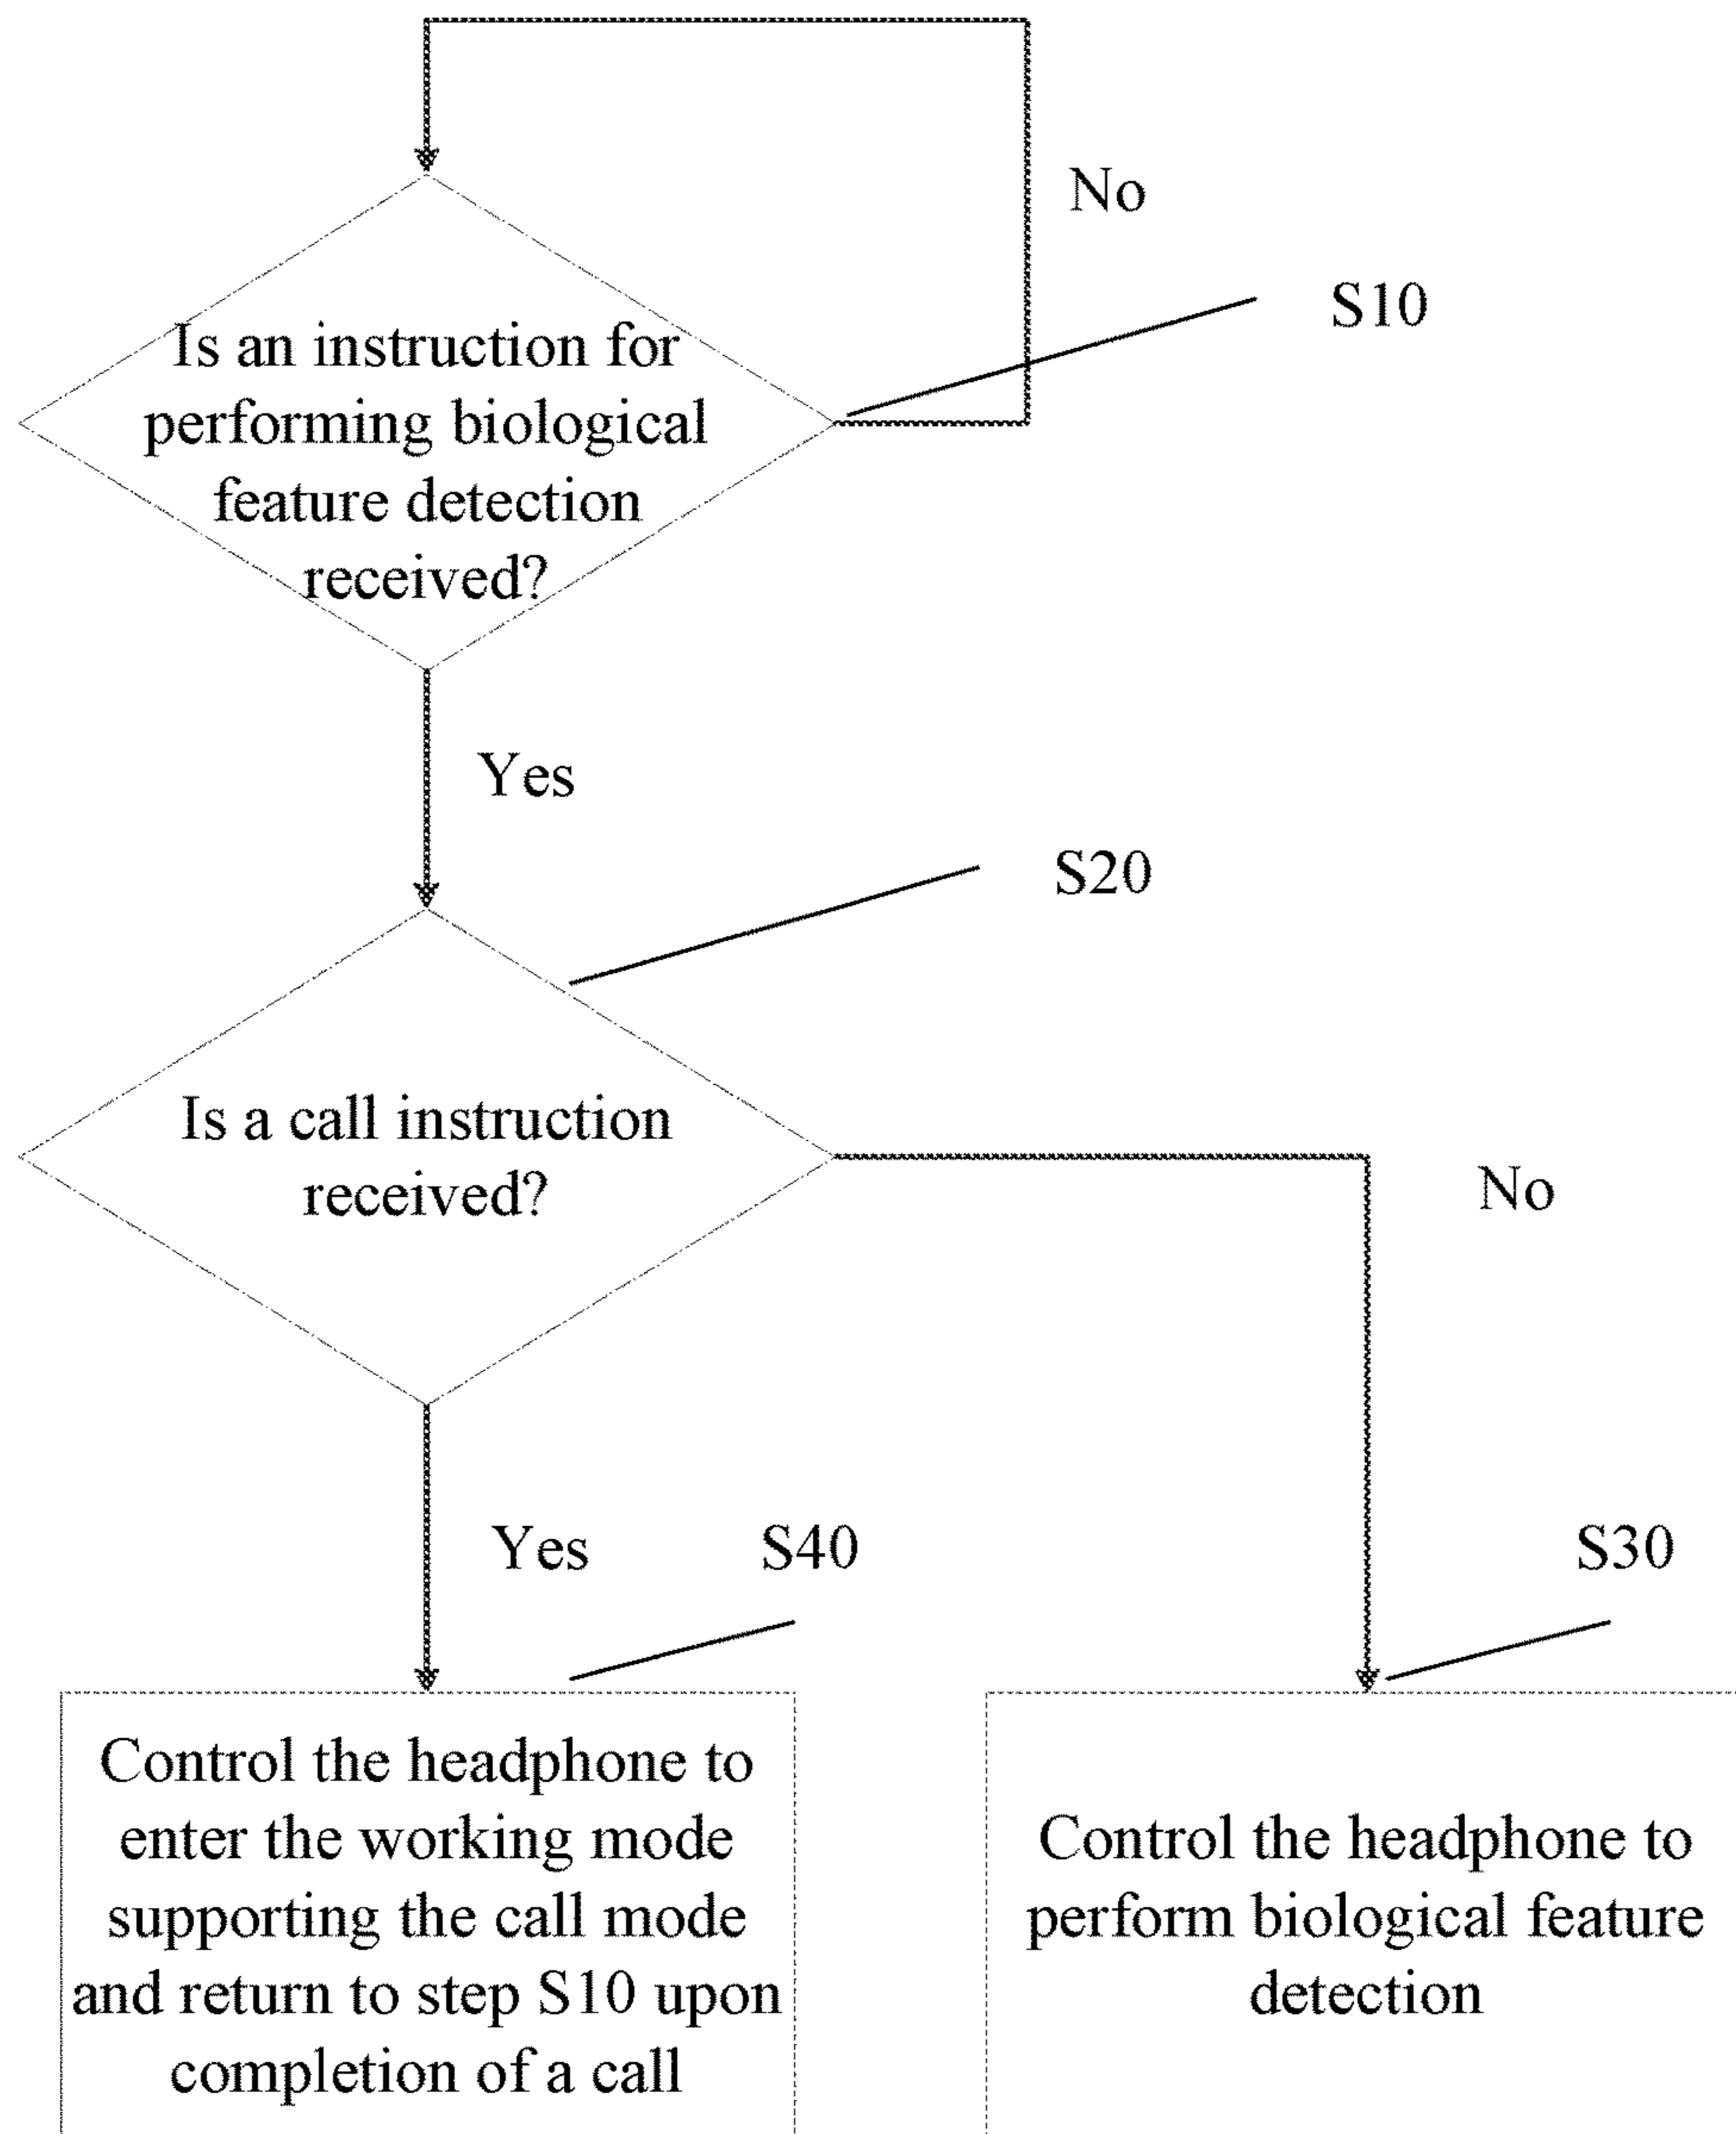 No
S10
Is an instruction for
performing biological
feature detection
received?
Yes
S20
Is a call instruction
received?
No
Yes
S40
S30
Control the headphone to
enter the working mode
supporting the call mode
and return to step S10 upon
completion of a call
Control the headphone to
perform biological feature
detection